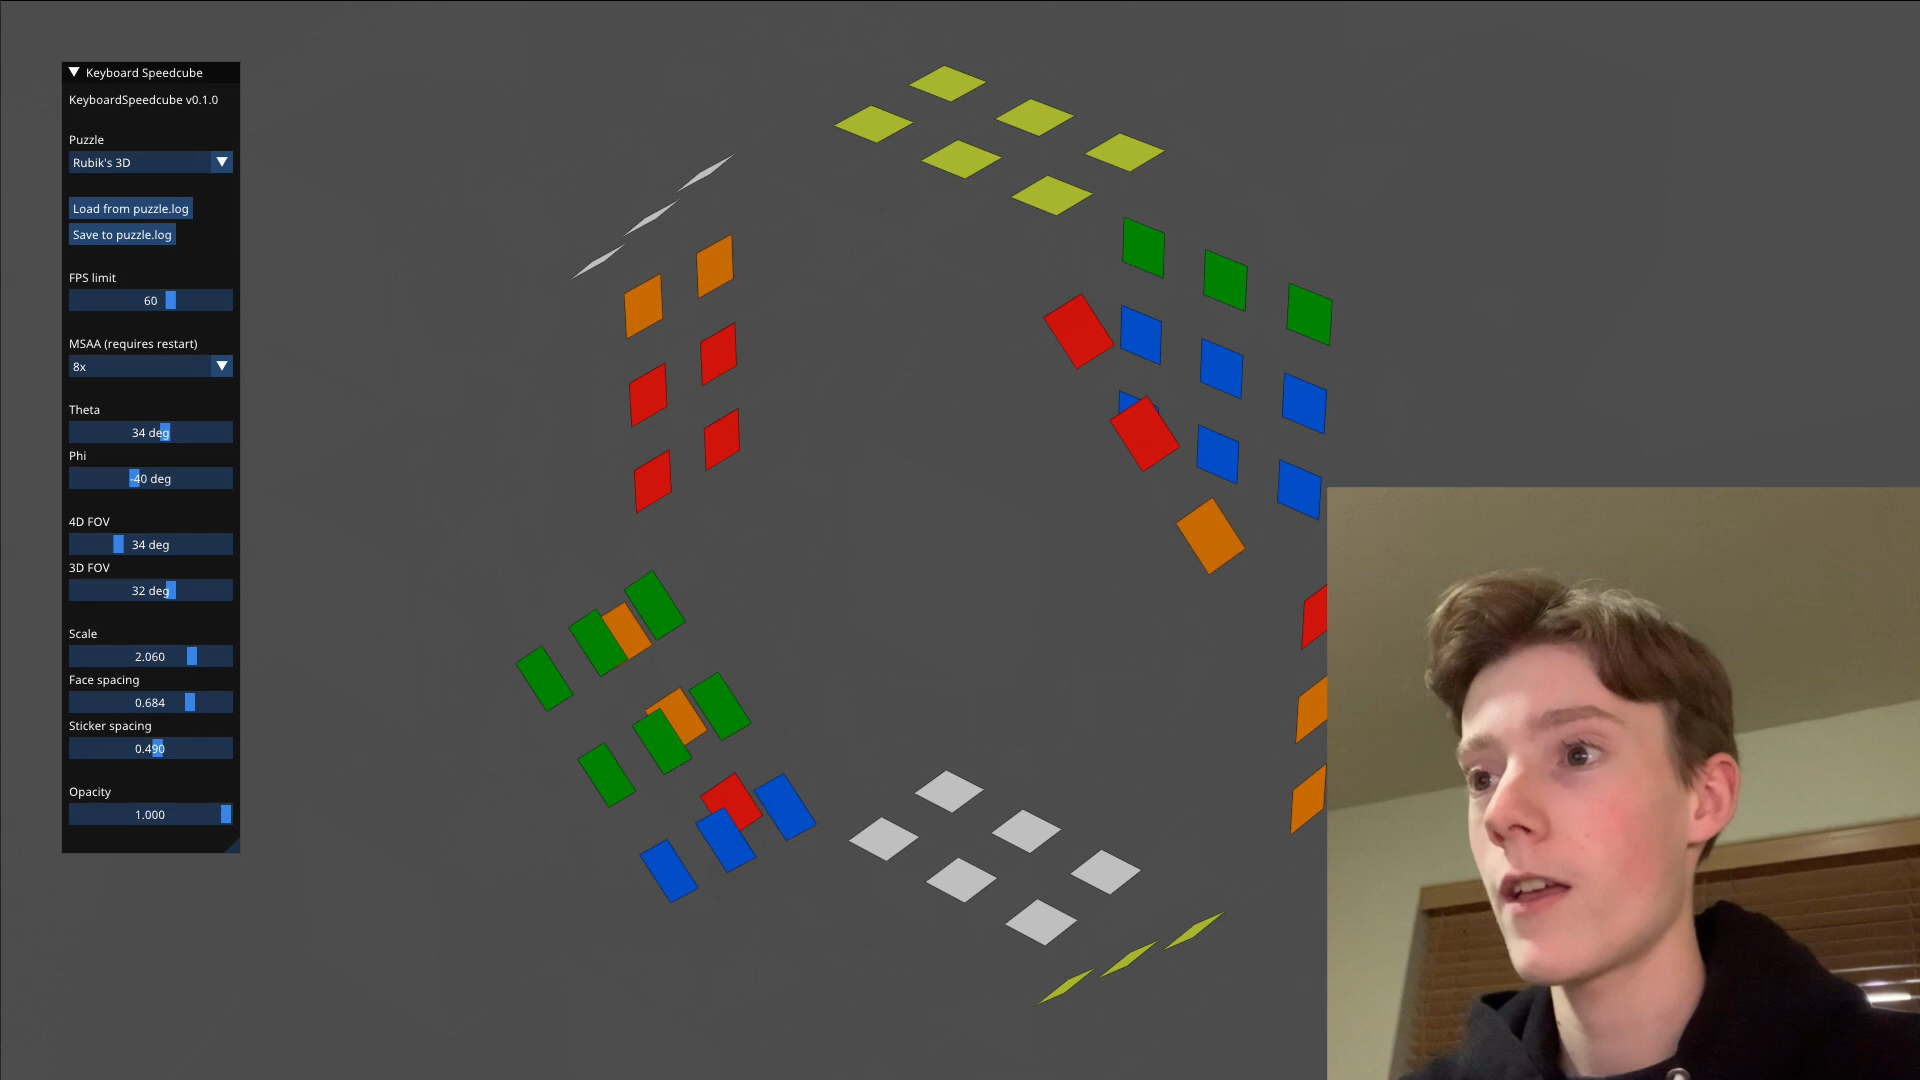 Keyboard Speedcube
KeyboardSpeedcube v0.1.0
Puzzle
Rubik's 3D
Load from puzzle.log
Save to puzzle.log
FPS limit
60
MSAA (requires restart)
8x
Theta
34 deg
Phi
-40 deg
4D FOV
34 deg
3D FOV
32 deg
Scale
2.060
Face spacing
0.684
Sticker spacing
0.490
Opacity
1.000